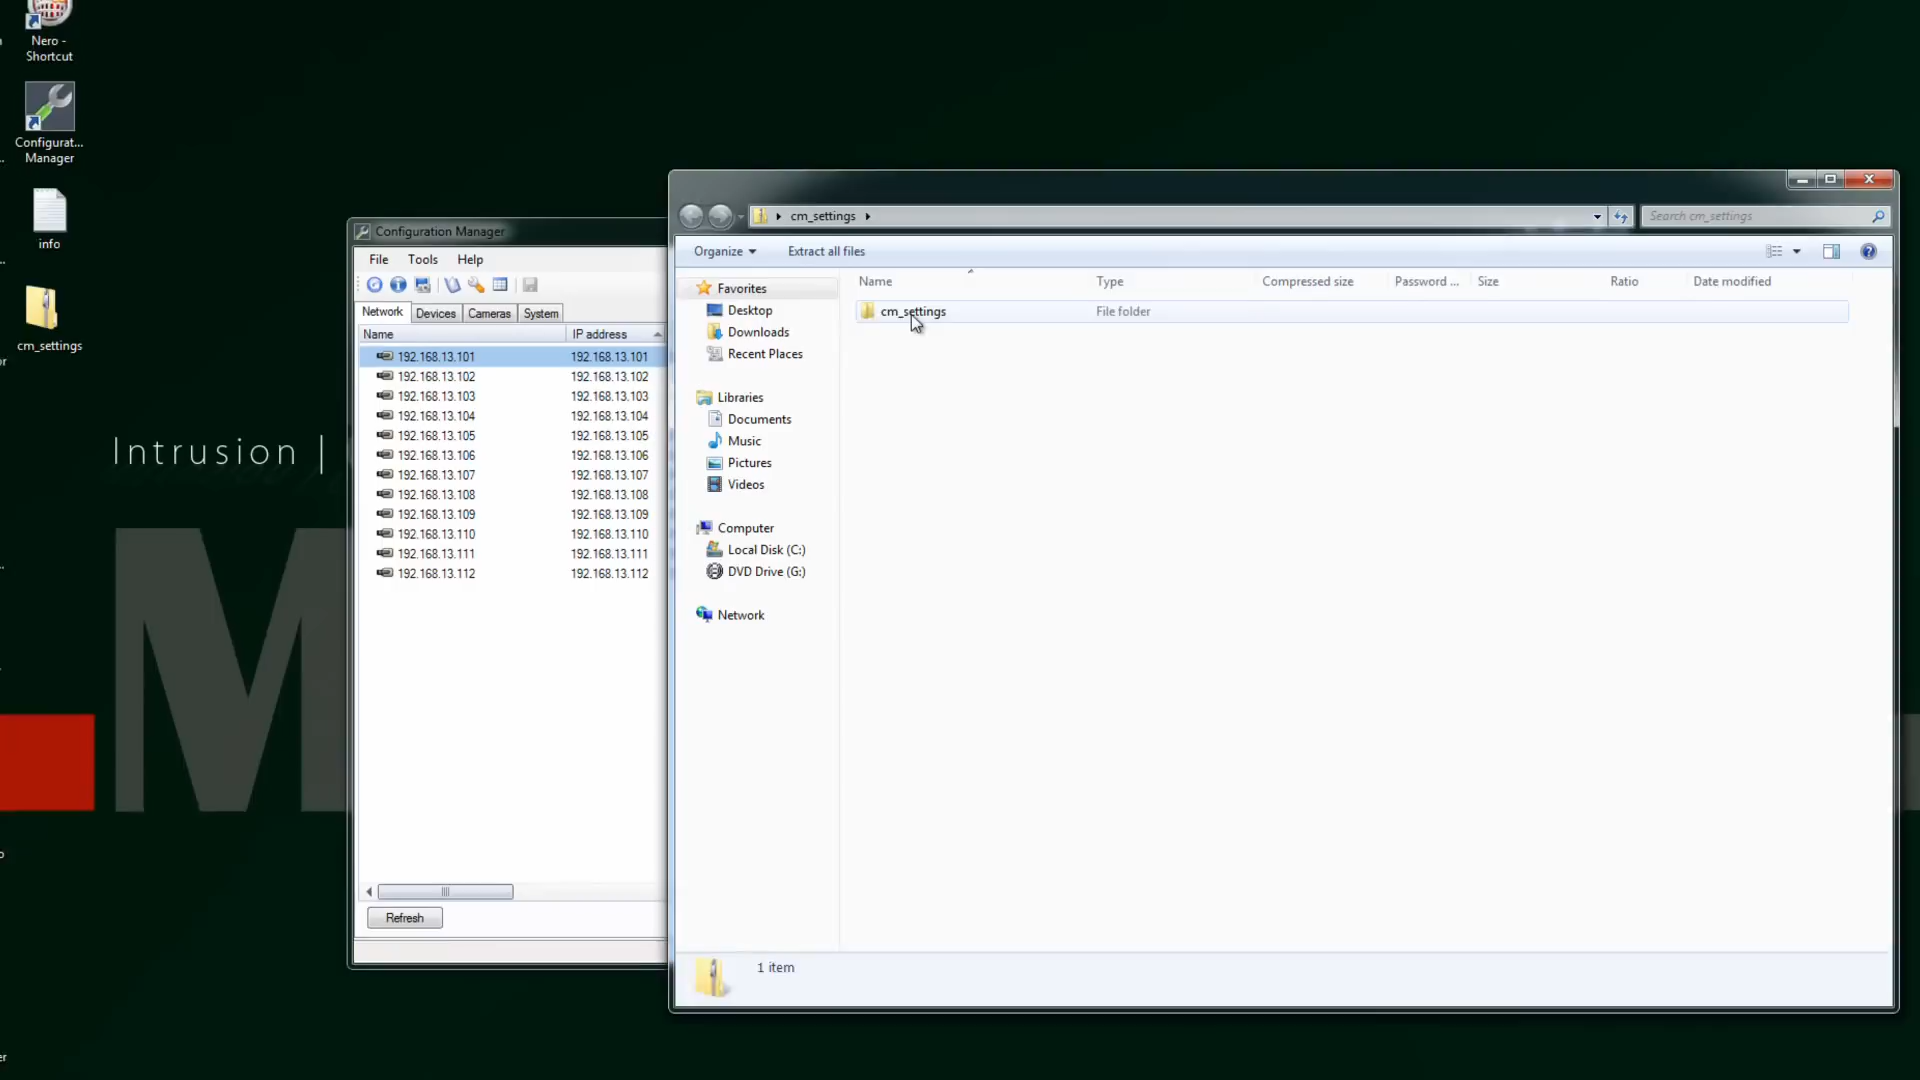 Nero -
Shortcut
Configurat...
Manager
info
cm_settings
Intrusion |
M
Configuration Manager
File Tools Help
Network Devices Cameras System
Name IP address
192.168.13.101 192.168.13.101
192.168.13.102 192.168.13.102
192.168.13.103 192.168.13.103
192.168.13.104 192.168.13.104
192.168.13.105 192.168.13.105
192.168.13.106 192.168.13.106
192.168.13.107 192.168.13.107
192.168.13.108 192.168.13.108
192.168.13.109 192.168.13.109
192.168.13.110 192.168.13.110
192.168.13.111 192.168.13.111
192.168.13.112 192.168.13.112
Refresh
cm_settings
Search cm_settings
Organize Extract all files
Favorites
Desktop
Downloads
Recent Places
Libraries
Documents
Music
Pictures
Videos
Computer
Local Disk (C:)
DVD Drive (G:)
Network
Name Type Compressed size Password ... Size Ratio Date modified
cm_settings File folder
1 item